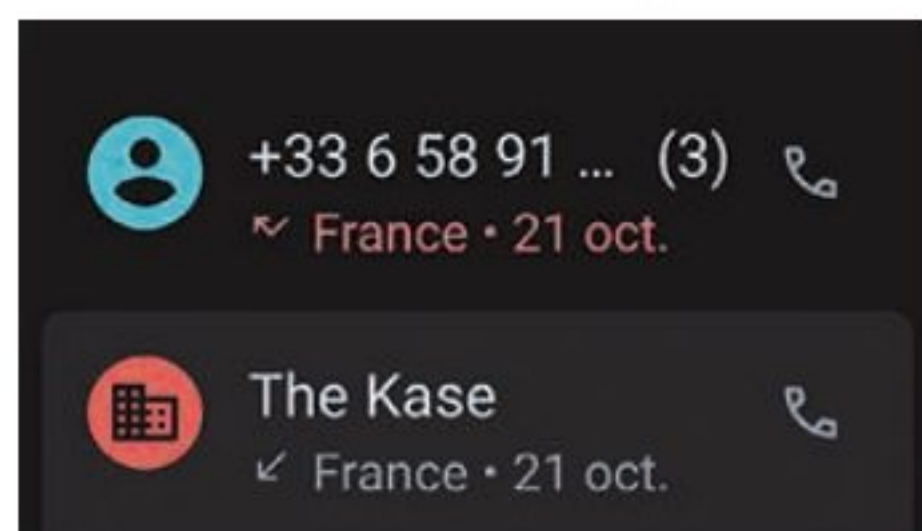 +33 6 58 91 ... (3)
France • 21 oct.
The Kase
France • 21 oct.